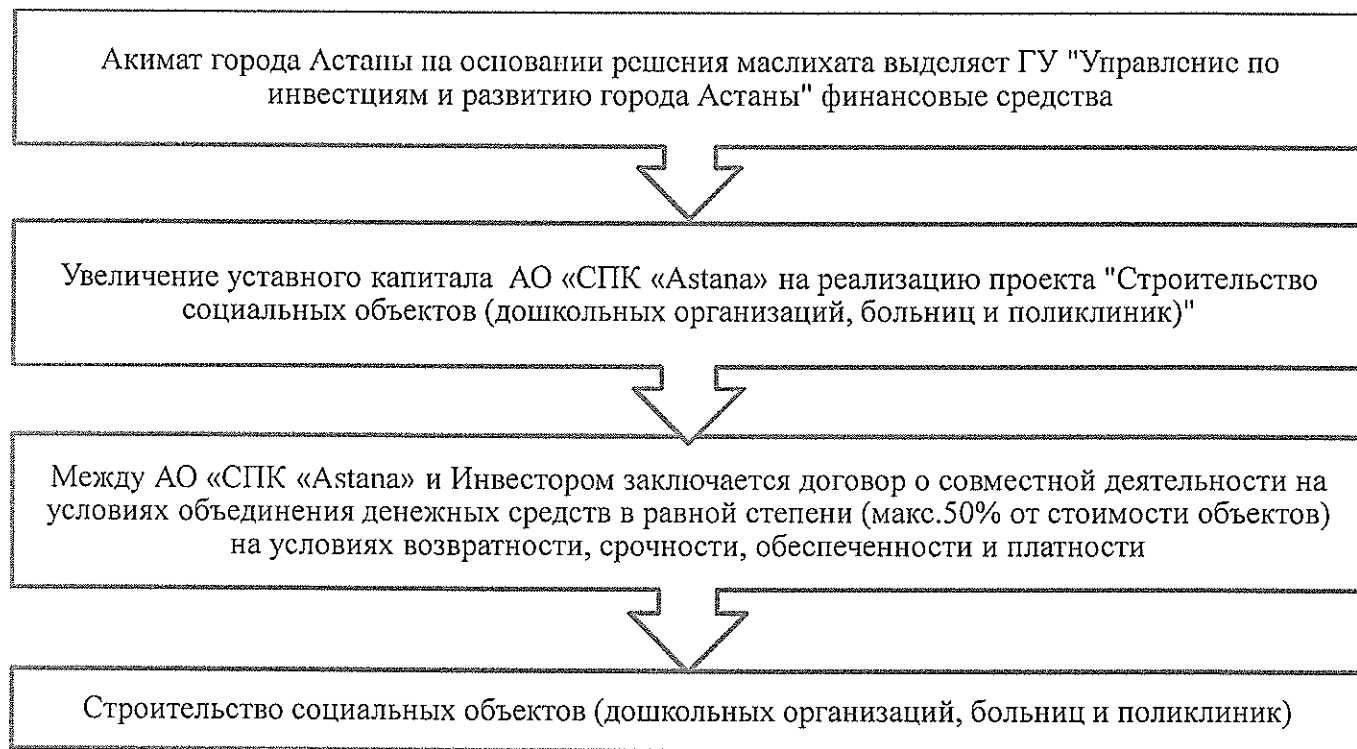 Акимат города Астаны на основании решения маслихата выделяет ГУ "Управление по
инвестциям и развитию города Астаны" финансовые средства
Увеличение уставного капитала АО «СПК «Astana» на реализацию проекта "Строительство
социальных объектов (дошкольных организаций, больниц и поликлиник)"
Между АО «СПК «Astana» и Инвестором заключается договор о совместной деятельности на
условиях объединения денежных средств в равной степени (макс.50% от стоимости объектов)
на условиях возвратности, срочности, обеспеченности и платности
Строительство социальных объектов (дошкольных организаций, больниц и поликлиник)